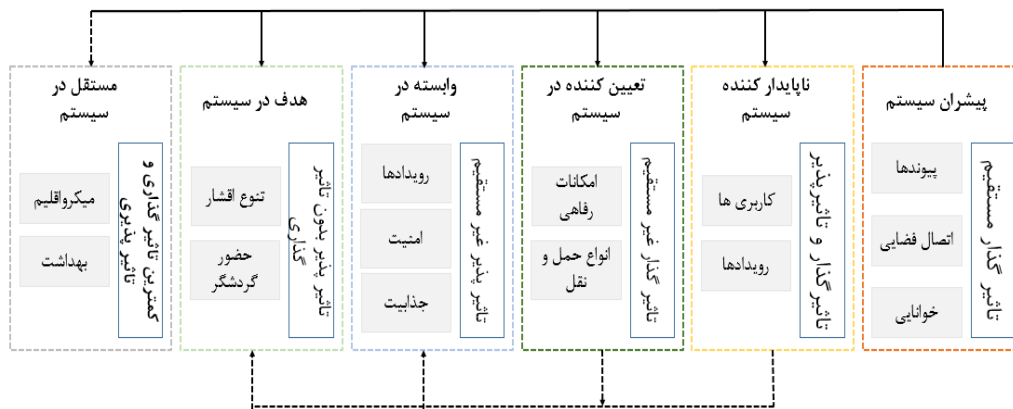 پیشران سیستم
تاثیر گذار مستقیم
پیوندها
اتصال فضایی
خوانایی
ناپایدار کننده
سیستم
تاثیرگذار و تاثیرپذیر
کاربری ها
رویدادها
تعیین کننده در
سیستم
تاثیر گذار غیر مستقیم
امکانات
رفاهی
انواع حمل و
نقل
وابسته در
سیستم
تاثیر پذیر غیر مستقیم
رویدادها
امنیت
جذابیت
هدف در سیستم
تاثیر پذیر بدون تاثیر
گذاری
تنوع اقشار
حضور
گردشگر
مستقل در
سیستم
کمترین تاثیر گذاری و
تاثیر پذیری
میکرواقلیم
بهداشت